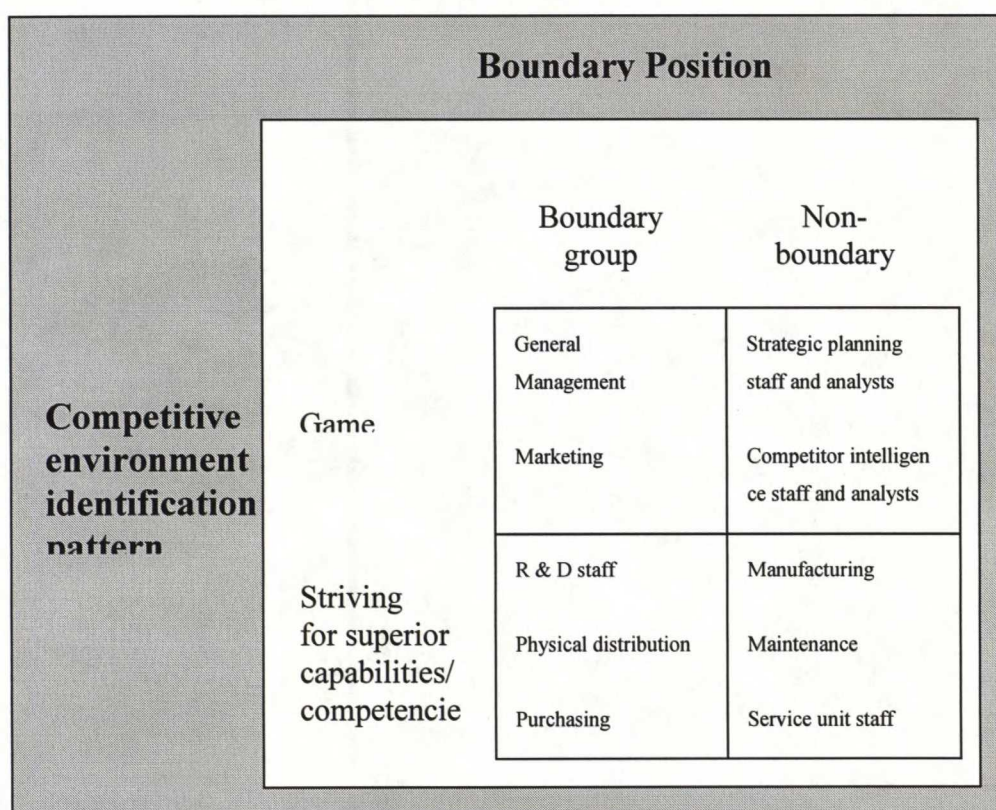 Boundary Position
Boundary
group
Non-
boundary
Competitive
environment
identification
pattern
Game
General
Management
Marketing
Strategic planning
staff and analysts
Competitor intelligen
ce staff and analysts
Striving
for superior
capabilities/
competencie
R & D staff
Physical distribution
Purchasing
Manufacturing
Maintenance
Service unit staff